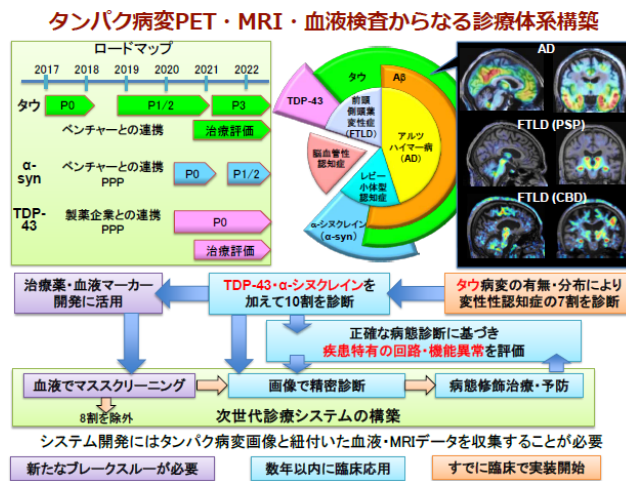 タンパク病変PET・MRI・血液検査からなる診療体系構築
ロードマップ
2017 2018 2019 2020 2021 2022
タウ P0 P1/2 P3
ベンチャーとの連携 治療評価
α-
syn
ベンチャーとの連携
PPP
P0 P1/2
TDP-
43
製薬企業との連携
PPP
P0
治療評価
タウ
Aβ
TDP-43
前頭
側頭葉
変性症
(FTLD)
アルツ
ハイマー病
(AD)
脳血管性
認知症
レビー
小体型
認知症
α-シヌクレイン
(α-syn)
AD
FTLD (PSP)
FTLD (CBD)
治療薬・血液マーカー
開発に活用
TDP-43・α-シヌクレインを
加えて10割を診断
タウ病変の有無・分布により
変性性認知症の7割を診断
正確な病態診断に基づき
疾患特有の回路・機能異常を評価
血液でマススクリーニング
画像で精密診断
病態修飾治療・予防
8割を除外
次世代診療システムの構築
システム開発にはタンパク病変画像と紐付いた血液・MRIデータを収集することが必要
新たなブレークスルーが必要
数年以内に臨床応用
すでに臨床で実装開始